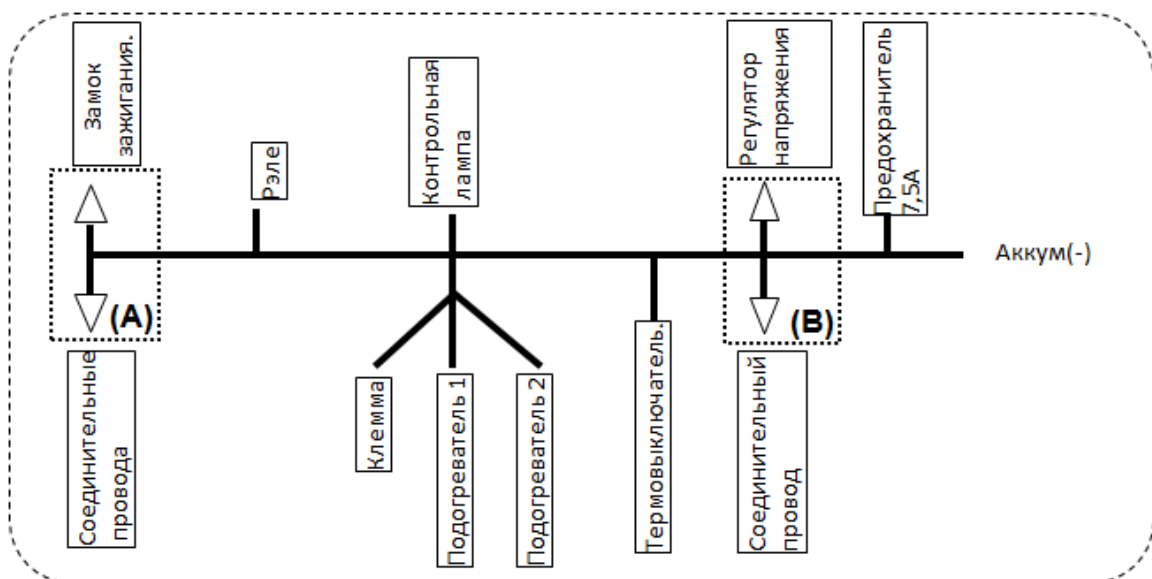 Замок
зажигания.
Рэле
Контрольная
лампа
Регулятор
напряжения
Предохранитель
7,5А
Аккум(-)
(А)
(В)
Соединительные
провода
Клемма
Подогреватель 1
Подогреватель 2
Термовыключатель.
Соединительный
провод